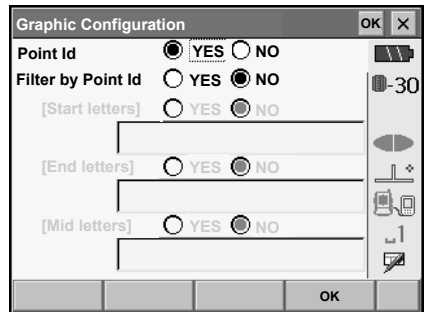 Graphic Configuration OK
Point Id YES NO
Filter by Point Id YES NO
-30
[Start letters] YES NO
[End letters] YES NO
[Mid letters] YES NO
1
OK